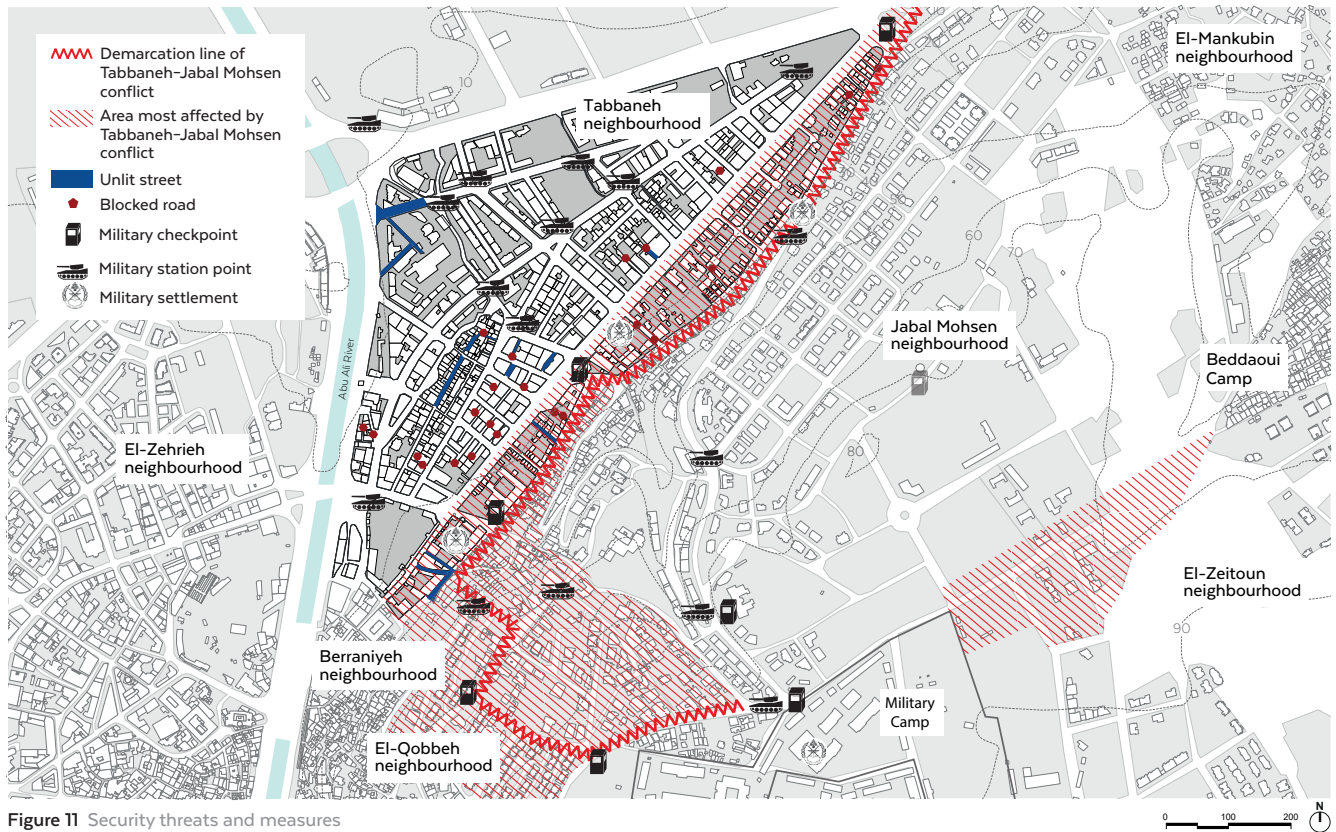 Demarcation line of
Tabbaneh–Jabal Mohsen
conflict
Area most affected by
Tabbaneh–Jabal Mohsen
conflict
Unlit street
Blocked road
Military checkpoint
Military station point
Military settlement
Tabbaneh
neighbourhood
El-Mankubin
neighbourhood
10
20
60
70
Abu Ali River
Jabal Mohsen
neighbourhood
Beddaoui
Camp
El-Zehrieh
neighbourhood
80
El-Zeitoun
neighbourhood
90
Berraniyeh
neighbourhood
Military
Camp
El-Qobbeh
neighbourhood
Figure 11 Security threats and measures
0 100 200
N